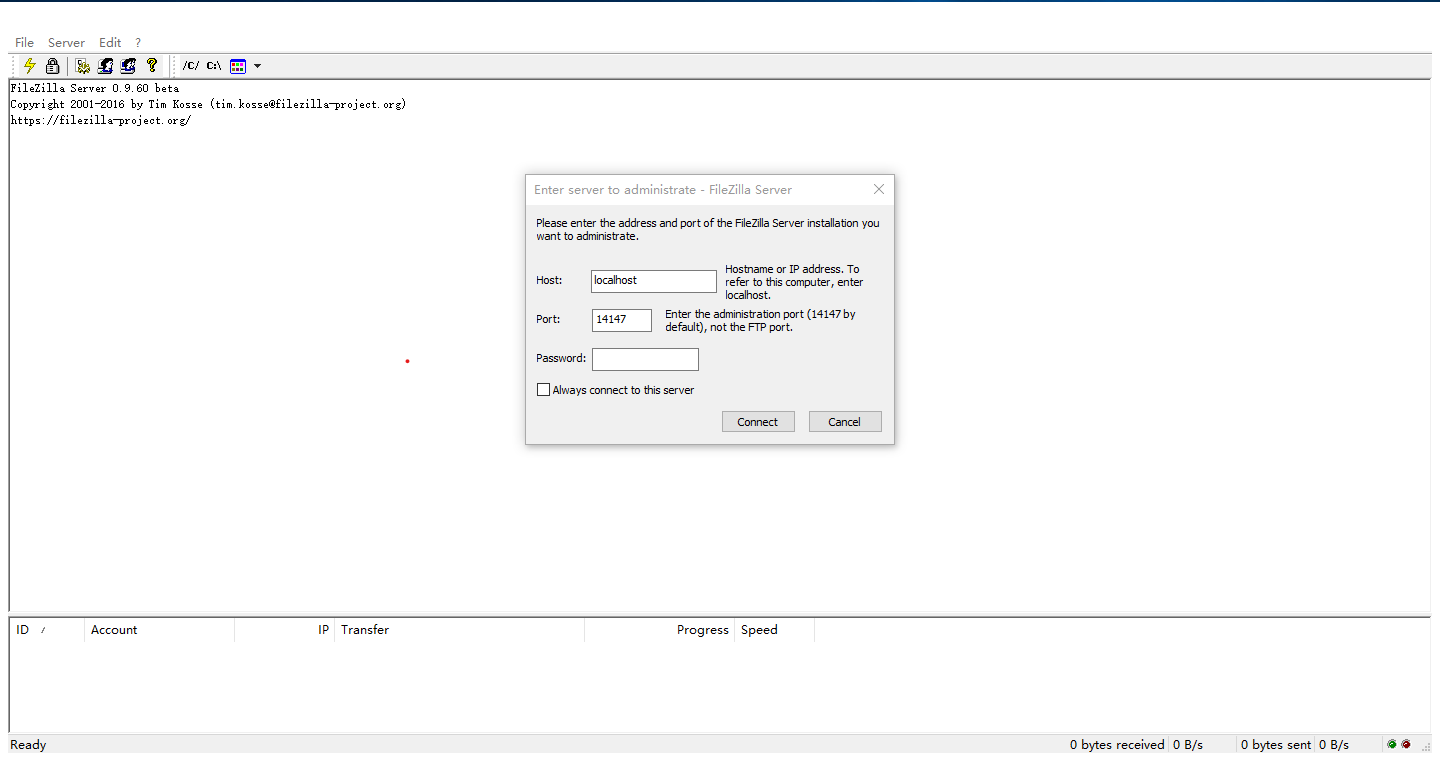 File Server Edit ?
/C/ C:\
FileZilla Server 0.9.60 beta
Copyright 2001-2016 by Tim Kosse (tim.kosse@filezilla-project.org)
https://filezilla-project.org/
Enter server to administrate - FileZilla Server
Please enter the address and port of the FileZilla Server installation you
want to administrate.
Host:
localhost
Hostname or IP address. To
refer to this computer, enter
localhost.
Port:
14147
Enter the administration port (14147 by
default), not the FTP port.
Password:
Always connect to this server
Connect Cancel
ID / Account IP Transfer Progress Speed
Ready 0 bytes received 0 B/s 0 bytes sent 0 B/s